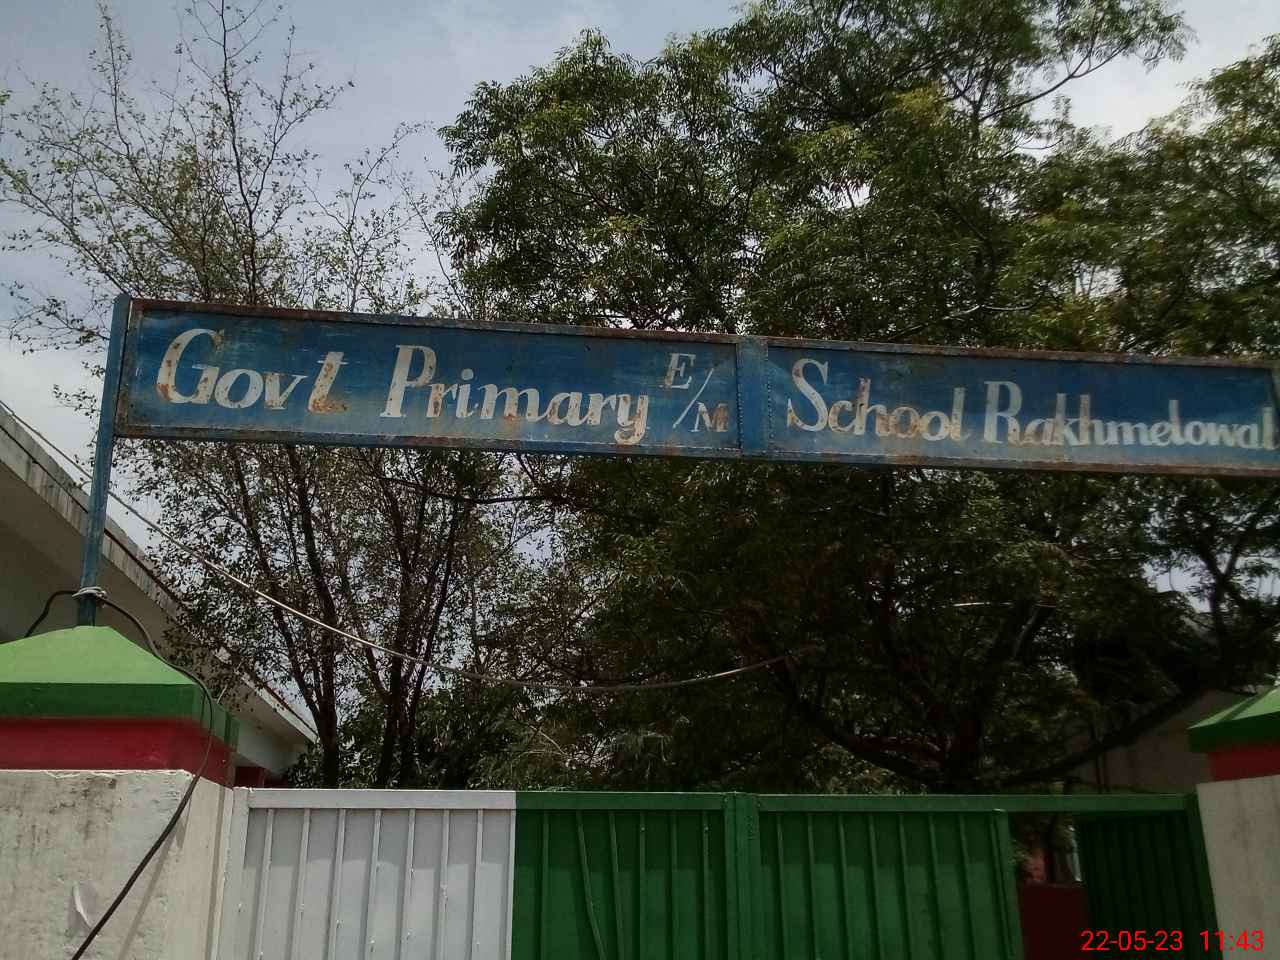 Govt Primary E/M School Rakhmelowal
22-05-23 11:43